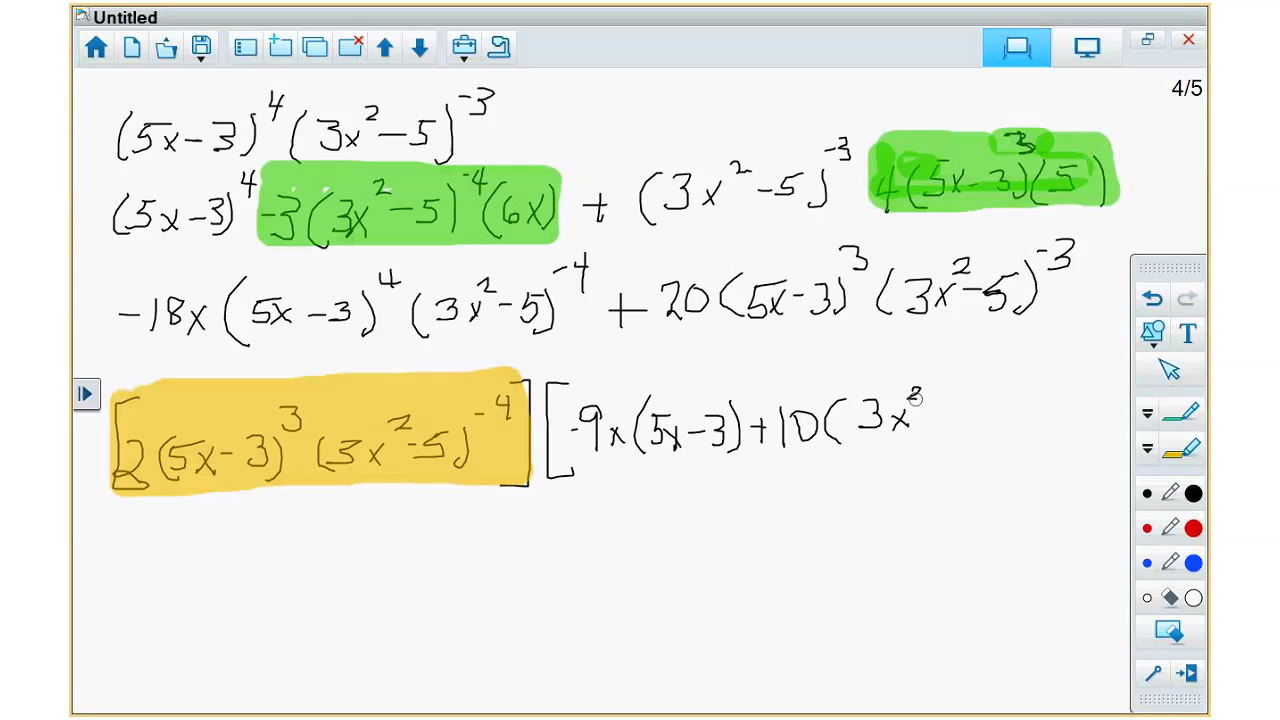 Untitled
4/5
(5x-3)^4 (3x^2-5)^-3
(5x-3)^4 -3(3x^2-5)^-4 (6x) + (3x^2-5)^-3 4(5x-3)^3(5)
-18x(5x-3)^4 (3x^2-5)^-4 + 20(5x-3)^3 (3x^2-5)^-3
[2(5x-3)^3 (3x^2-5)^-4] [-9x(5x-3)+10(3x^2
T